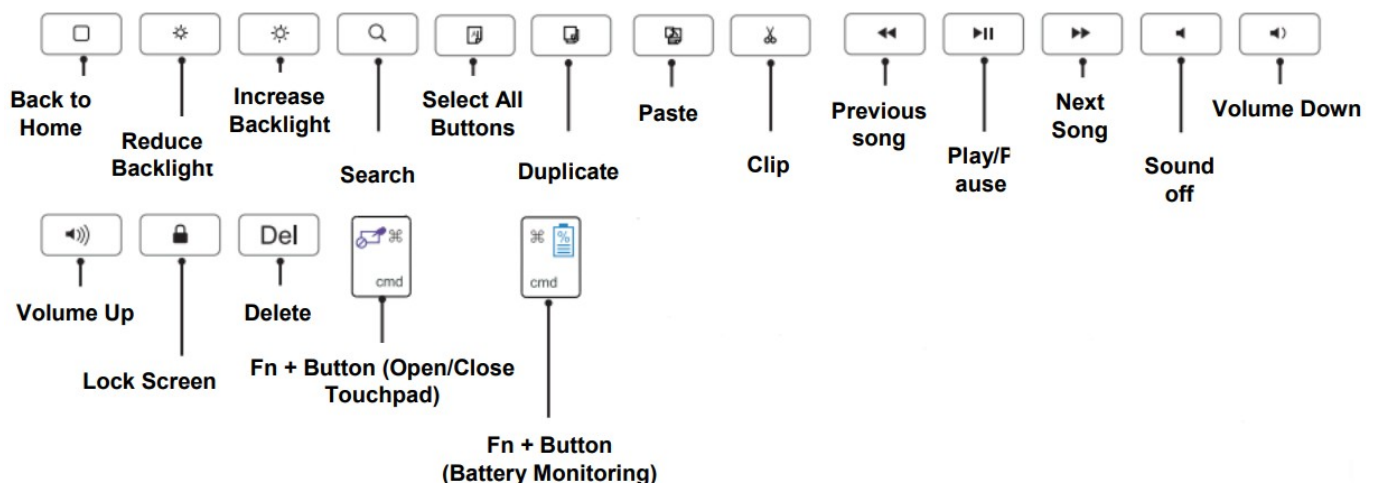 Back to
Home
Reduce
Backlight
Increase
Backlight
Search
Select All
Buttons
Duplicate
Paste
Clip
Previous
song
Play/P
ause
Next
Song
Sound
off
Volume Down
Del
⌘
cmd
⌘ %
cmd
Volume Up
Lock Screen
Delete
Fn + Button (Open/Close
Touchpad)
Fn + Button
(Battery Monitoring)